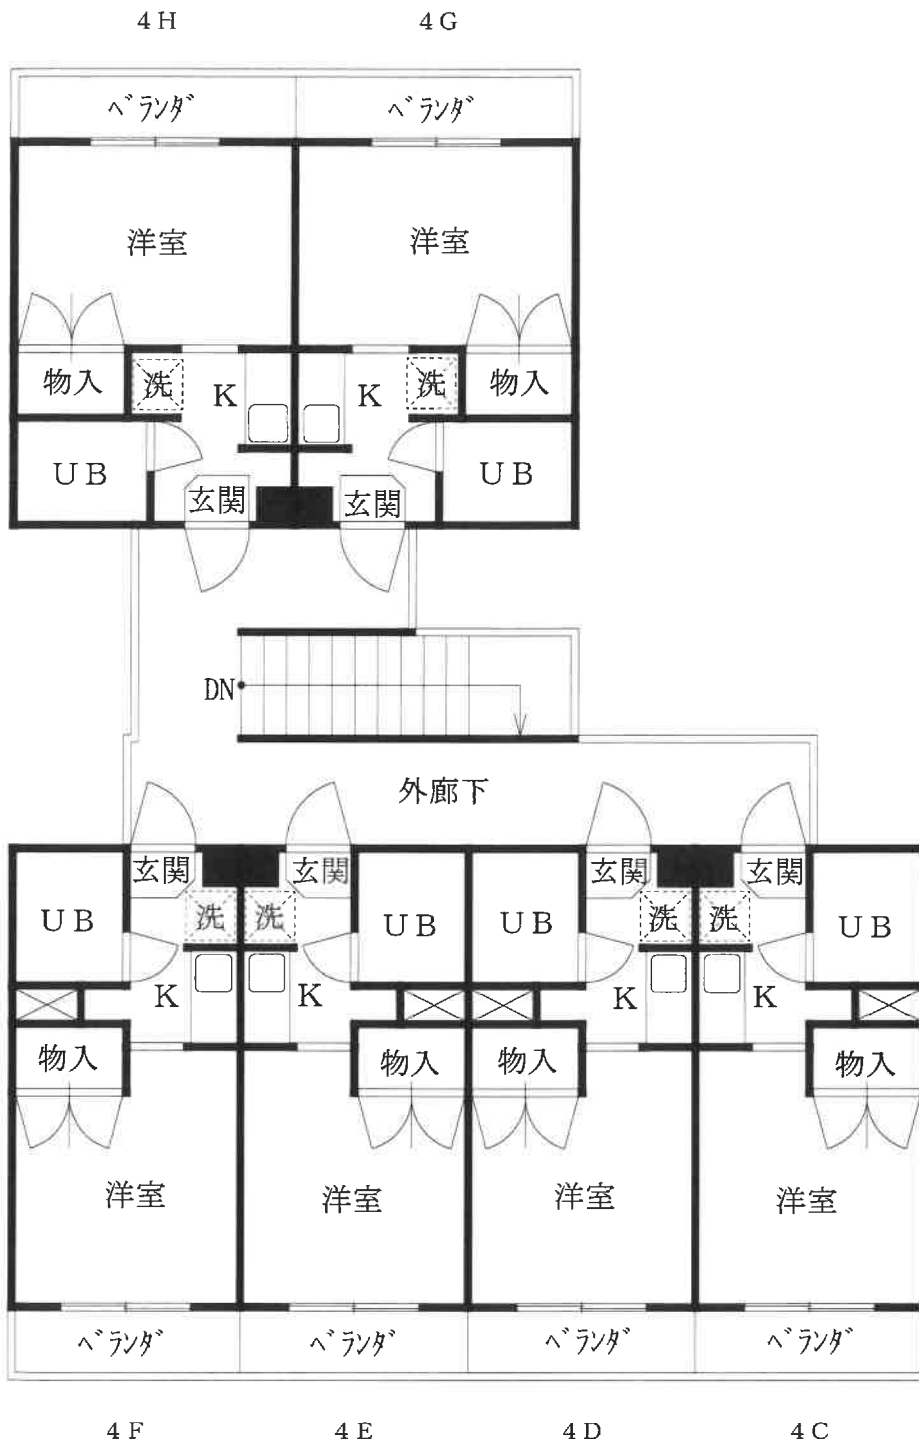 4H 4G
ベランダ ベランダ
洋室 洋室
物入 洗 K K 洗 物入
UB 玄関 玄関 UB
DN
外廊下
玄関 玄関 玄関 玄関
UB 洗 洗 UB UB 洗 洗 UB
K K K K
物入 物入 物入 物入
洋室 洋室 洋室 洋室
ベランダ ベランダ ベランダ ベランダ
4F 4E 4D 4C